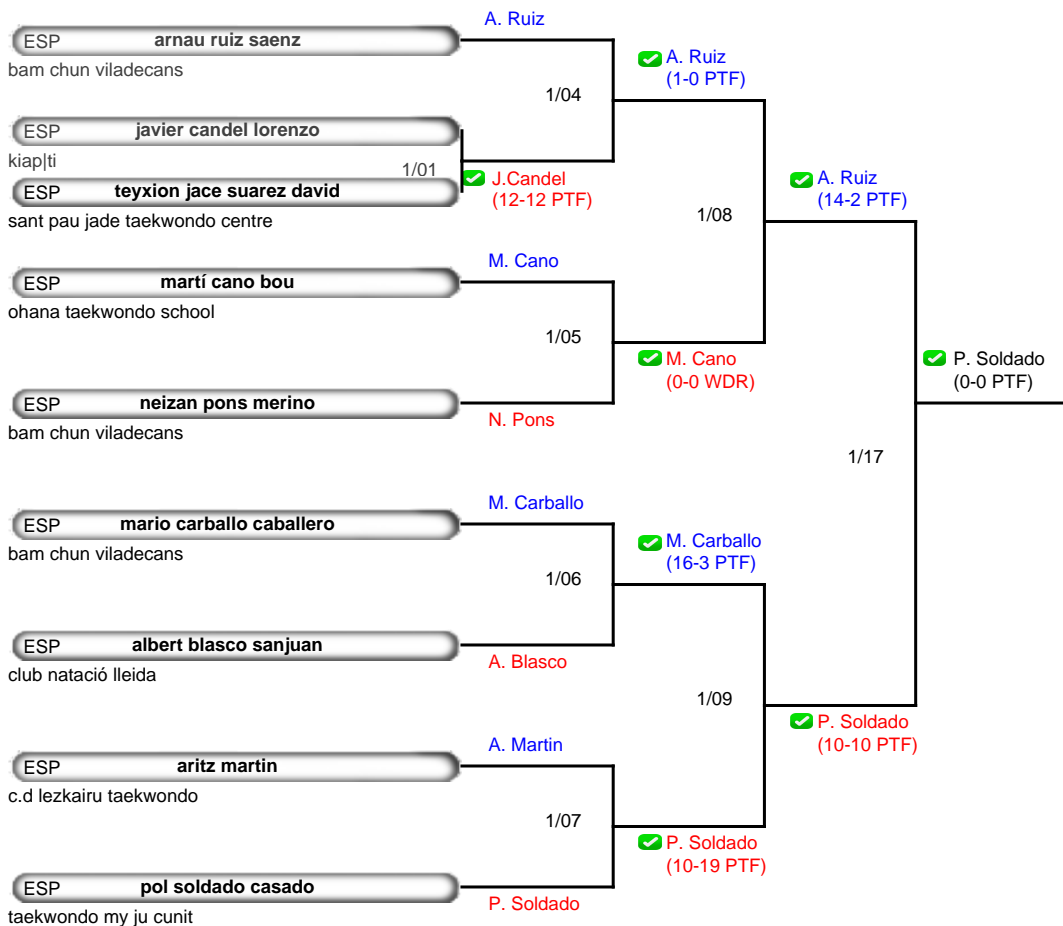 A. Ruiz
ESP arnau ruiz saenz
bam chun viladecans
A. Ruiz
(1-0 PTF)
1/04
ESP javier candel lorenzo
kiap|ti
1/01
J.Candel
(12-12 PTF)
ESP teyxion jace suarez david
sant pau jade taekwondo centre
A. Ruiz
(14-2 PTF)
1/08
M. Cano
ESP martí cano bou
ohana taekwondo school
1/05
M. Cano
(0-0 WDR)
P. Soldado
(0-0 PTF)
ESP neizan pons merino
N. Pons
bam chun viladecans
1/17
M. Carballo
ESP mario carballo caballero
bam chun viladecans
M. Carballo
(16-3 PTF)
1/06
ESP albert blasco sanjuan
A. Blasco
club natació lleida
1/09
P. Soldado
(10-10 PTF)
A. Martin
ESP aritz martin
c.d lezkairu taekwondo
1/07
P. Soldado
(10-19 PTF)
ESP pol soldado casado
P. Soldado
taekwondo my ju cunit